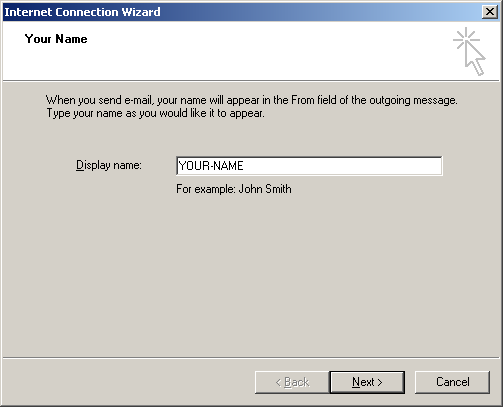 Internet Connection Wizard
Your Name
When you send e-mail, your name will appear in the From field of the outgoing message.
Type your name as you would like it to appear.
Display name: YOUR-NAME
For example: John Smith
< Back Next > Cancel